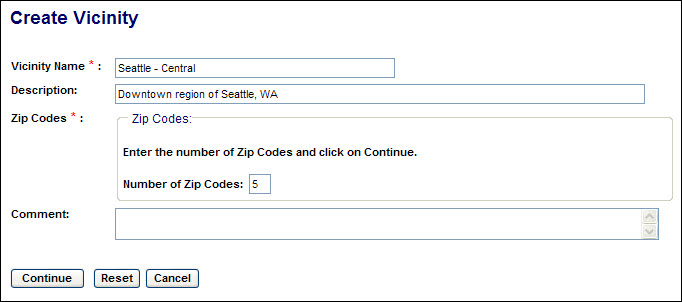 Create Vicinity
Vicinity Name * : Seattle - Central
Description: Downtown region of Seattle, WA
Zip Codes * : Zip Codes:
Enter the number of Zip Codes and click on Continue.
Number of Zip Codes: 5
Comment:
Continue Reset Cancel